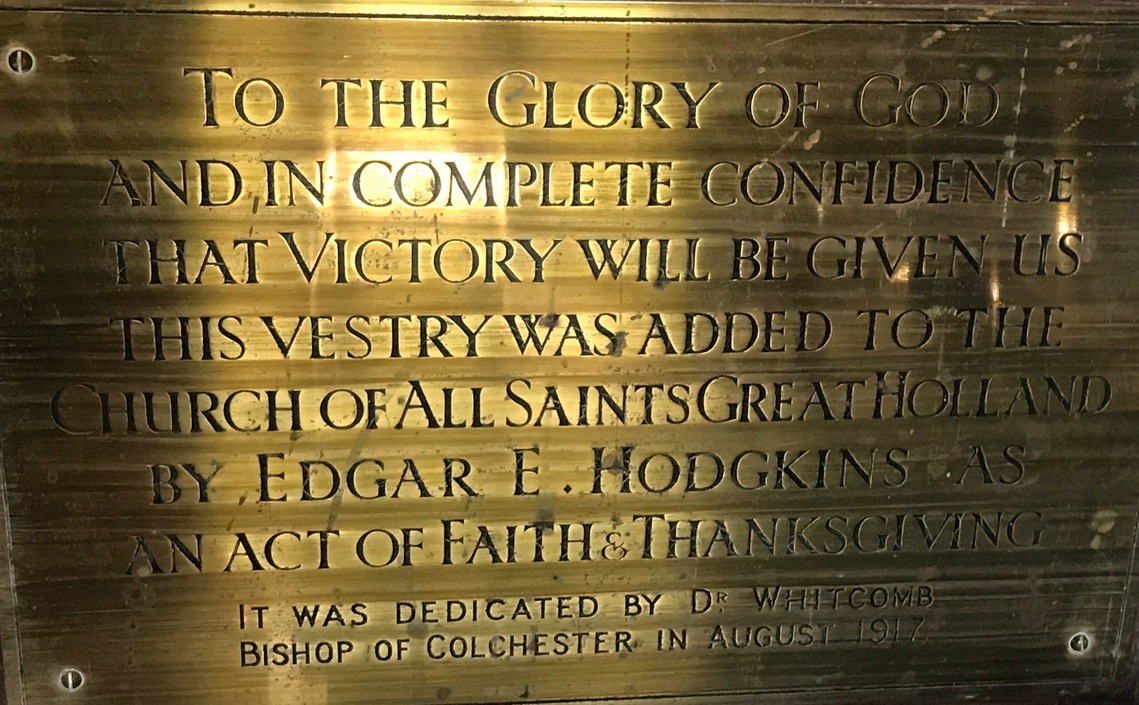 TO THE GLORY OF GOD
AND, IN COMPLETE CONFIDENCE
THAT VICTORY WILL BE GIVEN US
THIS VESTRY WAS ADDED TO THE
CHURCH OF ALL SAINTS GREAT HOLLAND
BY EDGAR E. HODGKINS . AS
AN ACT OF FAITH & THANKSGIVING
IT WAS DEDICATED BY DR WHITCOMB
BISHOP OF COLCHESTER IN AUGUST 1917